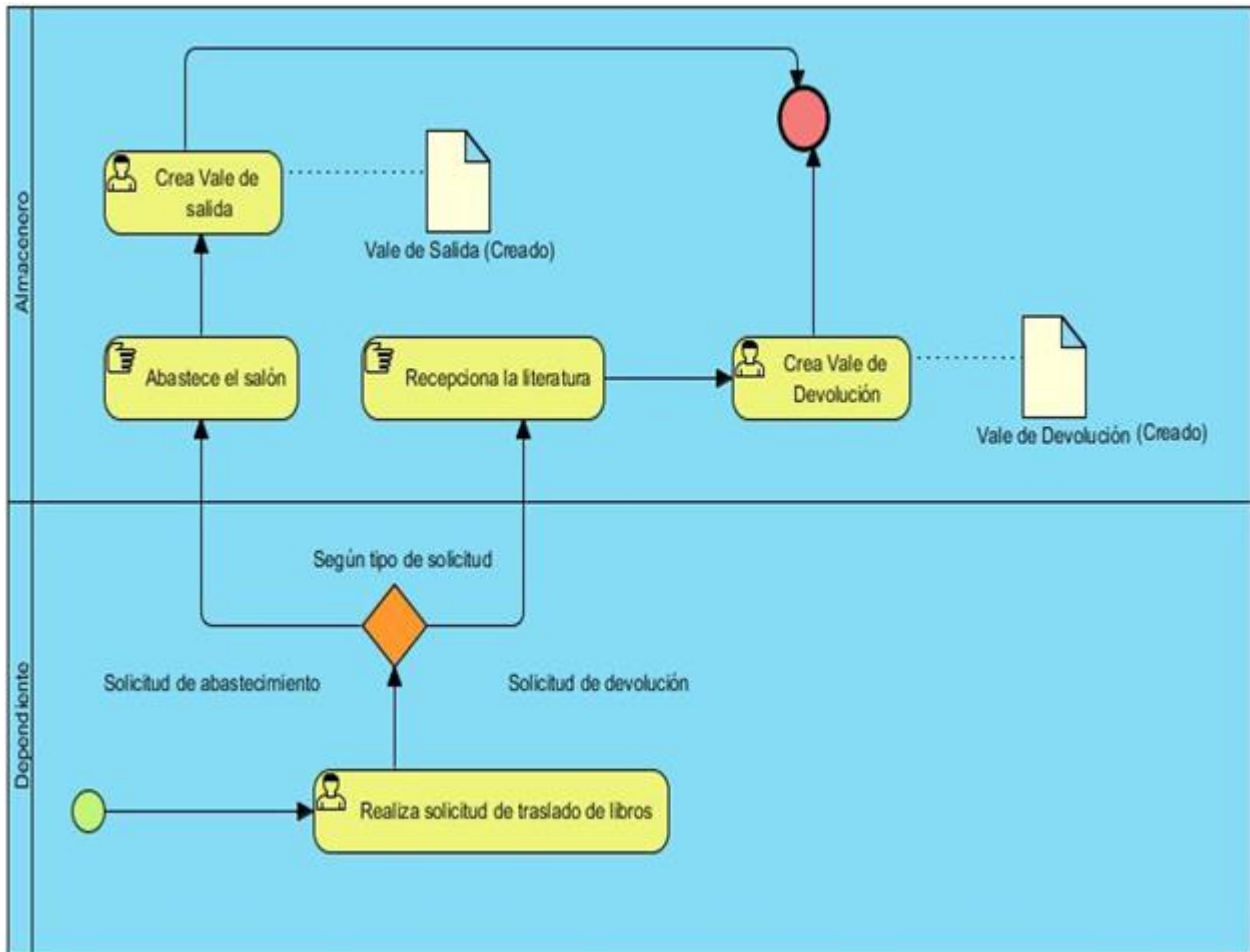 Almacenero
Crea Vale de
salida
Vale de Salida (Creado)
Abastece el salón
Recepciona la literatura
Crea Vale de
Devolución
Vale de Devolución (Creado)
Dependiente
Según tipo de solicitud
Solicitud de abastecimiento
Solicitud de devolución
Realiza solicitud de traslado de libros